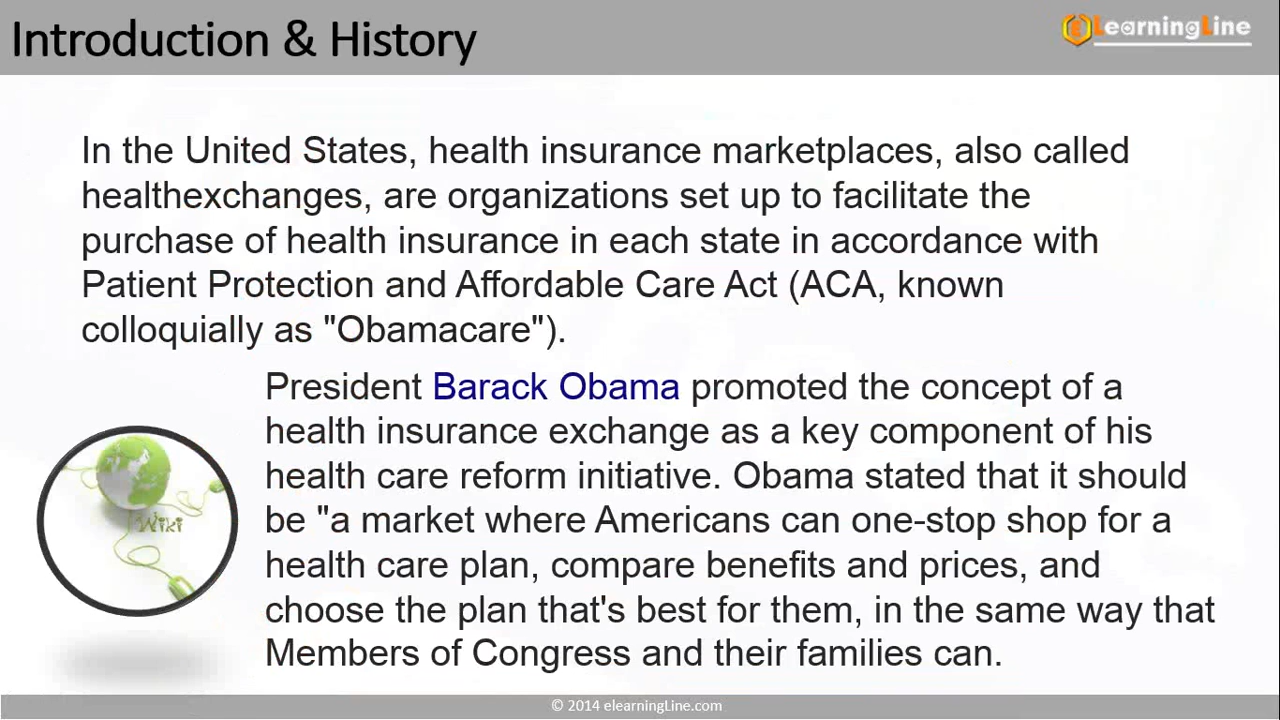 Introduction & History
eLearningLine
In the United States, health insurance marketplaces, also called
healthexchanges, are organizations set up to facilitate the
purchase of health insurance in each state in accordance with
Patient Protection and Affordable Care Act (ACA, known
colloquially as "Obamacare").
President Barack Obama promoted the concept of a
health insurance exchange as a key component of his
health care reform initiative. Obama stated that it should
be "a market where Americans can one-stop shop for a
health care plan, compare benefits and prices, and
choose the plan that's best for them, in the same way that
Members of Congress and their families can.
Wiki
© 2014 elearningLine.com